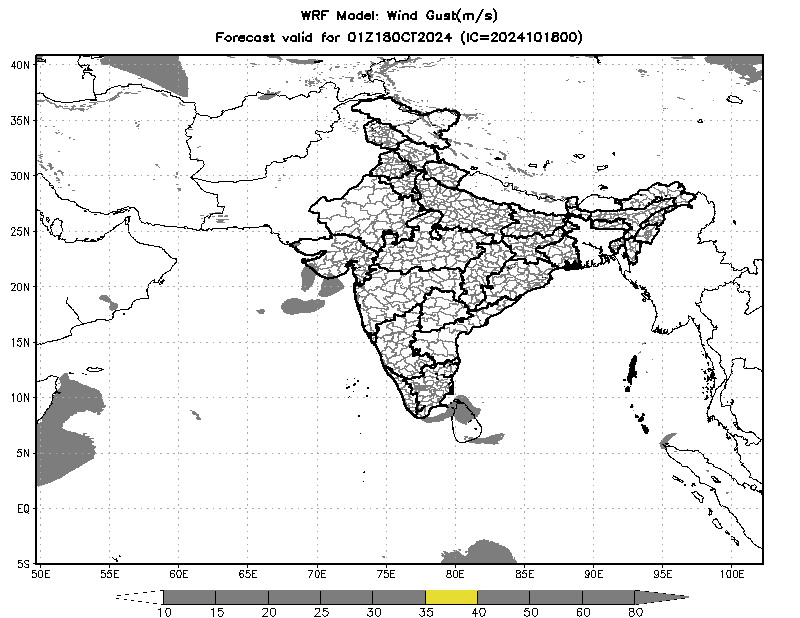 WRF Model: Wind Gust(m/s)
Forecast valid for 01Z18OCT2024 (IC=2024101800)
40N
35N
30N
25N
20N
15N
10N
5N
EQ
5S
50E 55E 60E 65E 70E 75E 80E 85E 90E 95E 100E
10 15 20 25 30 35 40 50 60 80